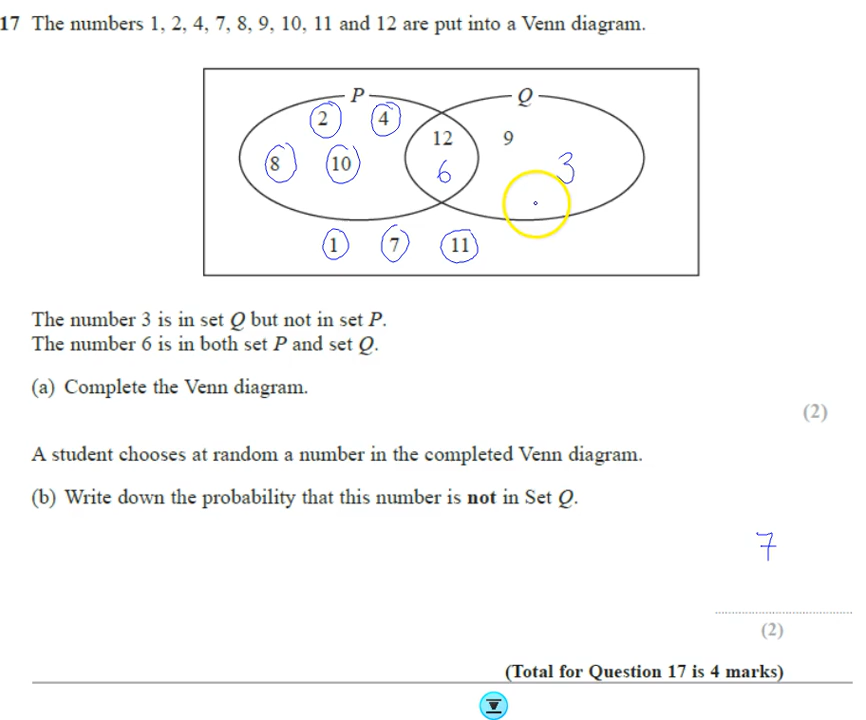 17 The numbers 1, 2, 4, 7, 8, 9, 10, 11 and 12 are put into a Venn diagram.
P Q
2 4
12 9
8 10 6 3
1 7 11
The number 3 is in set Q but not in set P.
The number 6 is in both set P and set Q.
(a) Complete the Venn diagram.
(2)
A student chooses at random a number in the completed Venn diagram.
(b) Write down the probability that this number is not in Set Q.
7
(2)
(Total for Question 17 is 4 marks)